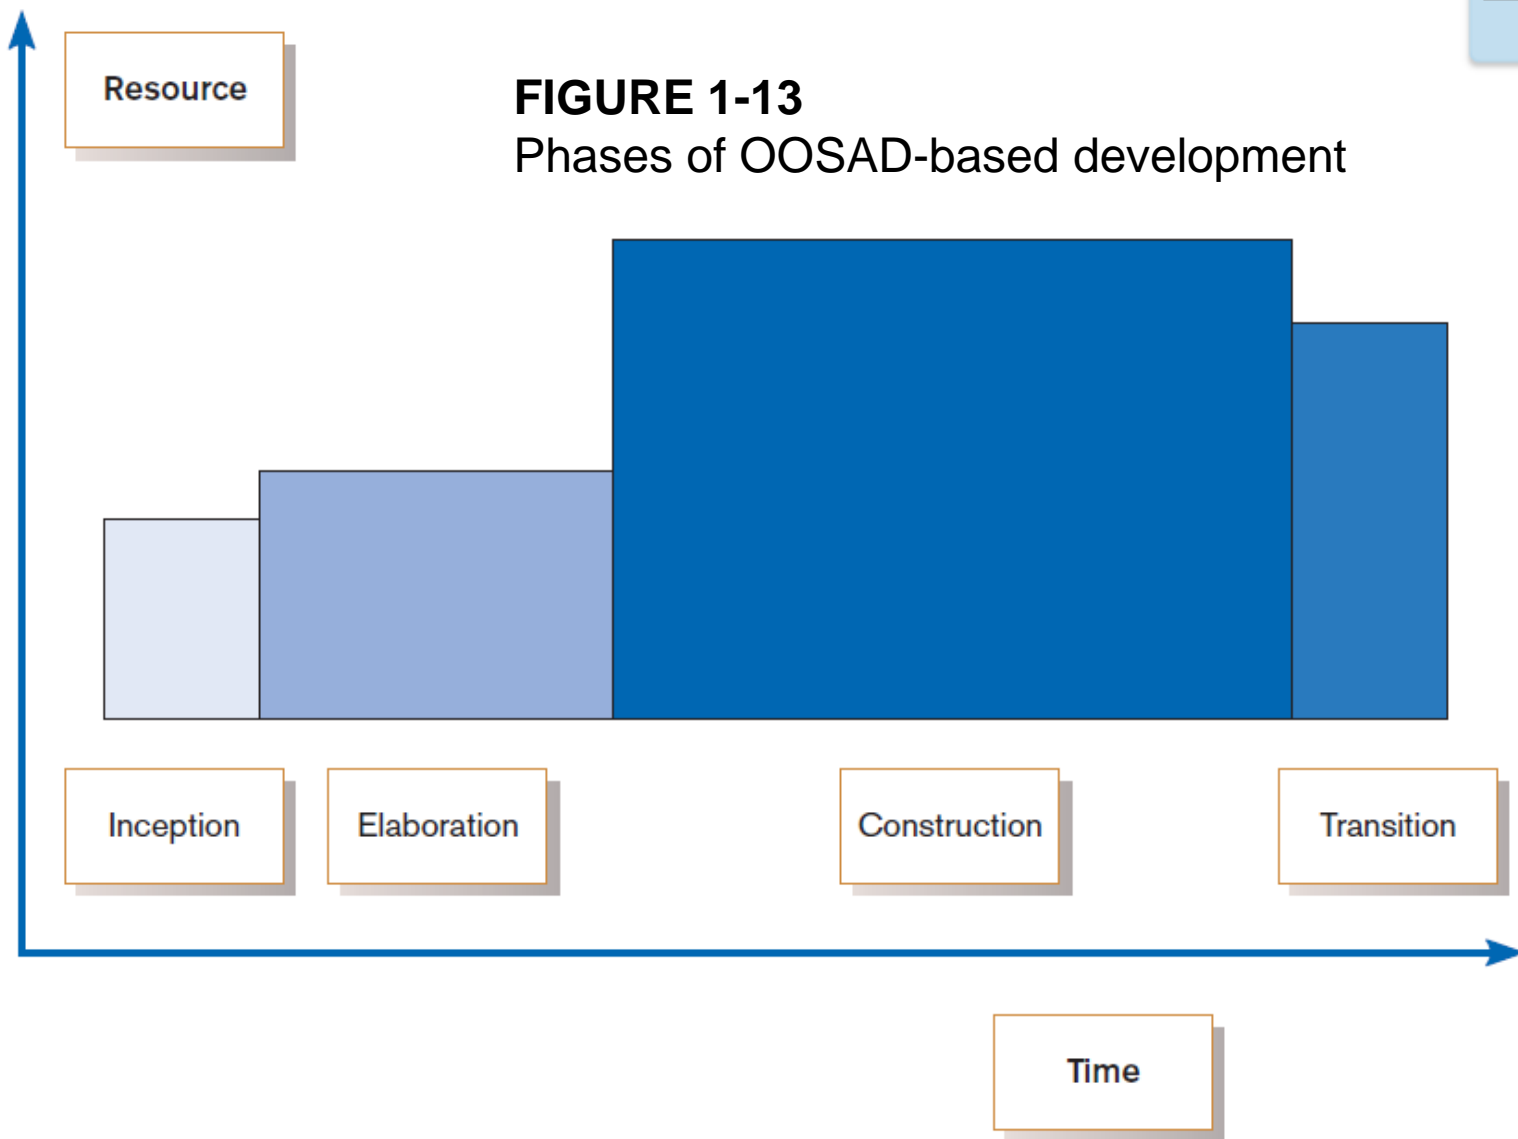 Resource
FIGURE 1-13
Phases of OOSAD-based development
Inception
Elaboration
Construction
Transition
Time